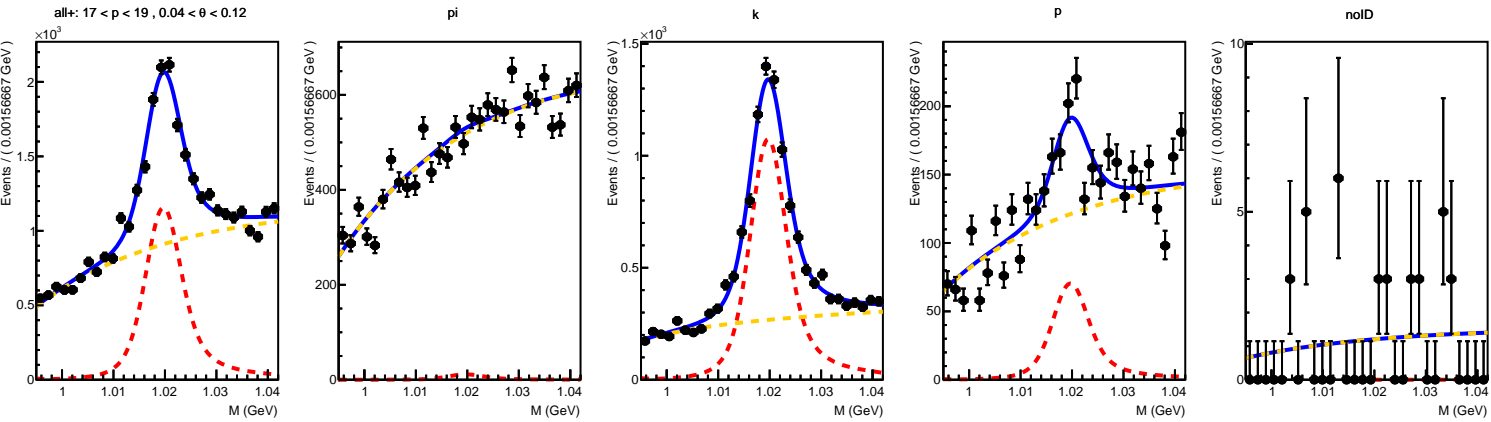 all+: 17 < p < 19 , 0.04 < θ < 0.12
×10³
Events / ( 0.00156667 GeV )
2
1.5
1
0.5
0
1 1.01 1.02 1.03 1.04
M (GeV)
pi
Events / ( 0.00156667 GeV )
600
400
200
0
1 1.01 1.02 1.03 1.04
M (GeV)
k
×10³
Events / ( 0.00156667 GeV )
1.5
1
0.5
0
1 1.01 1.02 1.03 1.04
M (GeV)
p
Events / ( 0.00156667 GeV )
200
150
100
50
0
1 1.01 1.02 1.03 1.04
M (GeV)
noID
Events / ( 0.00156667 GeV )
10
5
0
1 1.01 1.02 1.03 1.04
M (GeV)